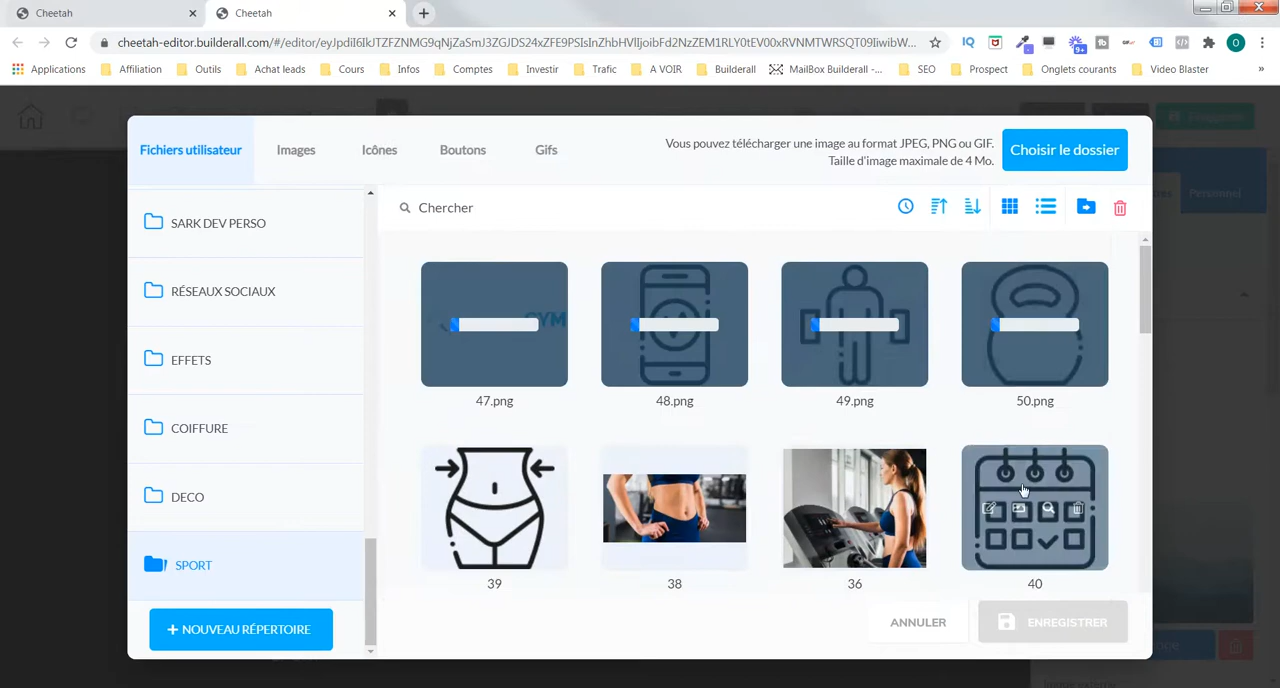 Cheetah
Cheetah
cheetah-editor.builderall.com/#/editor/eyJpdiI6IkJTZFZNMG9qNjZaSmJ3ZG1DS24xZFE9PSIsInZhbHVlIjoibFd2NzZEM1RLY0tEV00xRVNMTWRSQT09IiwibW...
Applications
Affiliation
Outils
Achat leads
Cours
Infos
Comptes
Investir
Trafic
A VOIR
Builderall
MailBox Builderall -...
SEO
Prospect
Onglets courants
Video Blaster
»
Fichiers utilisateur
Images
Icônes
Boutons
Gifs
Vous pouvez télécharger une image au format JPEG, PNG ou GIF.
Taille d'image maximale de 4 Mo.
Choisir le dossier
Personnel
Chercher
SARK DEV PERSO
RÉSEAUX SOCIAUX
EFFETS
COIFFURE
DECO
SPORT
+ NOUVEAU RÉPERTOIRE
GYM
47.png
48.png
49.png
50.png
39
38
36
40
ANNULER
ENREGISTRER